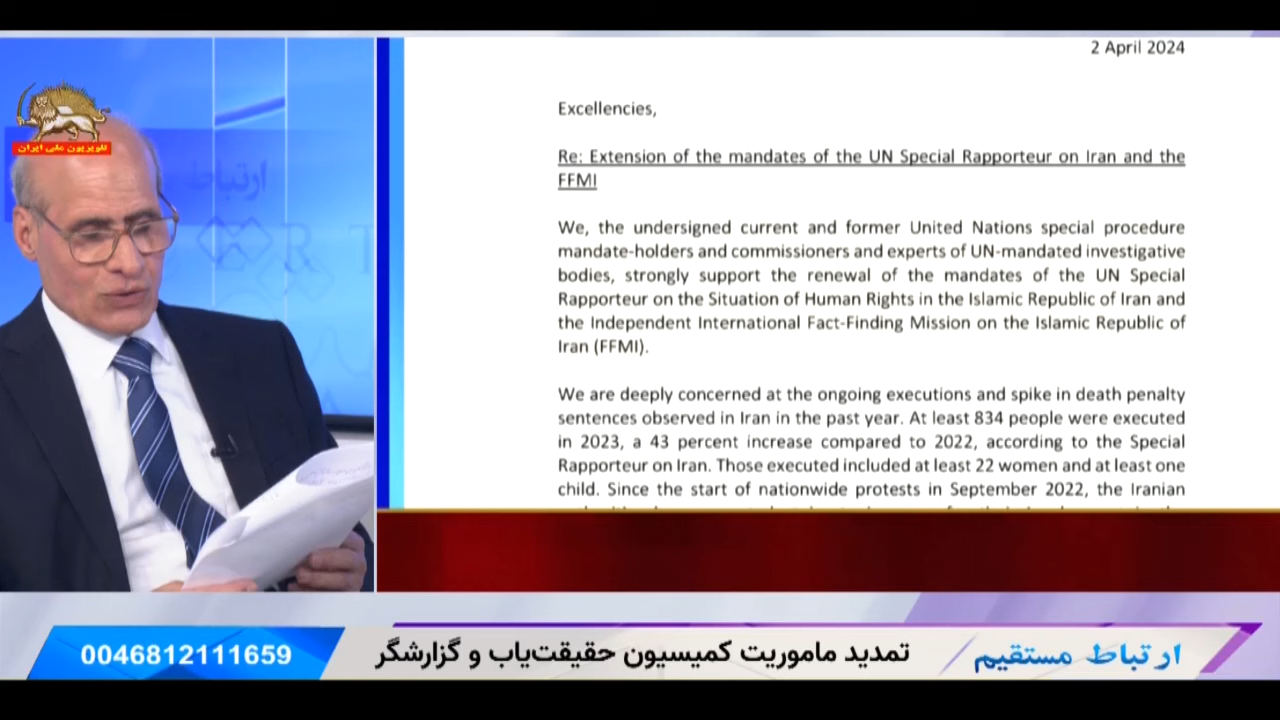 تلویزیون ملی ایران
ارتباط
2 April 2024
Excellencies,
Re: Extension of the mandates of the UN Special Rapporteur on Iran and the
FFMI
We, the undersigned current and former United Nations special procedure
mandate-holders and commissioners and experts of UN-mandated investigative
bodies, strongly support the renewal of the mandates of the UN Special
Rapporteur on the Situation of Human Rights in the Islamic Republic of Iran and
the Independent International Fact-Finding Mission on the Islamic Republic of
Iran (FFMI).
We are deeply concerned at the ongoing executions and spike in death penalty
sentences observed in Iran in the past year. At least 834 people were executed
in 2023, a 43 percent increase compared to 2022, according to the Special
Rapporteur on Iran. Those executed included at least 22 women and at least one
child. Since the start of nationwide protests in September 2022, the Iranian
ارتباط مستقیم
تمدید ماموریت کمیسیون حقیقت‌یاب و گزارشگر
0046812111659